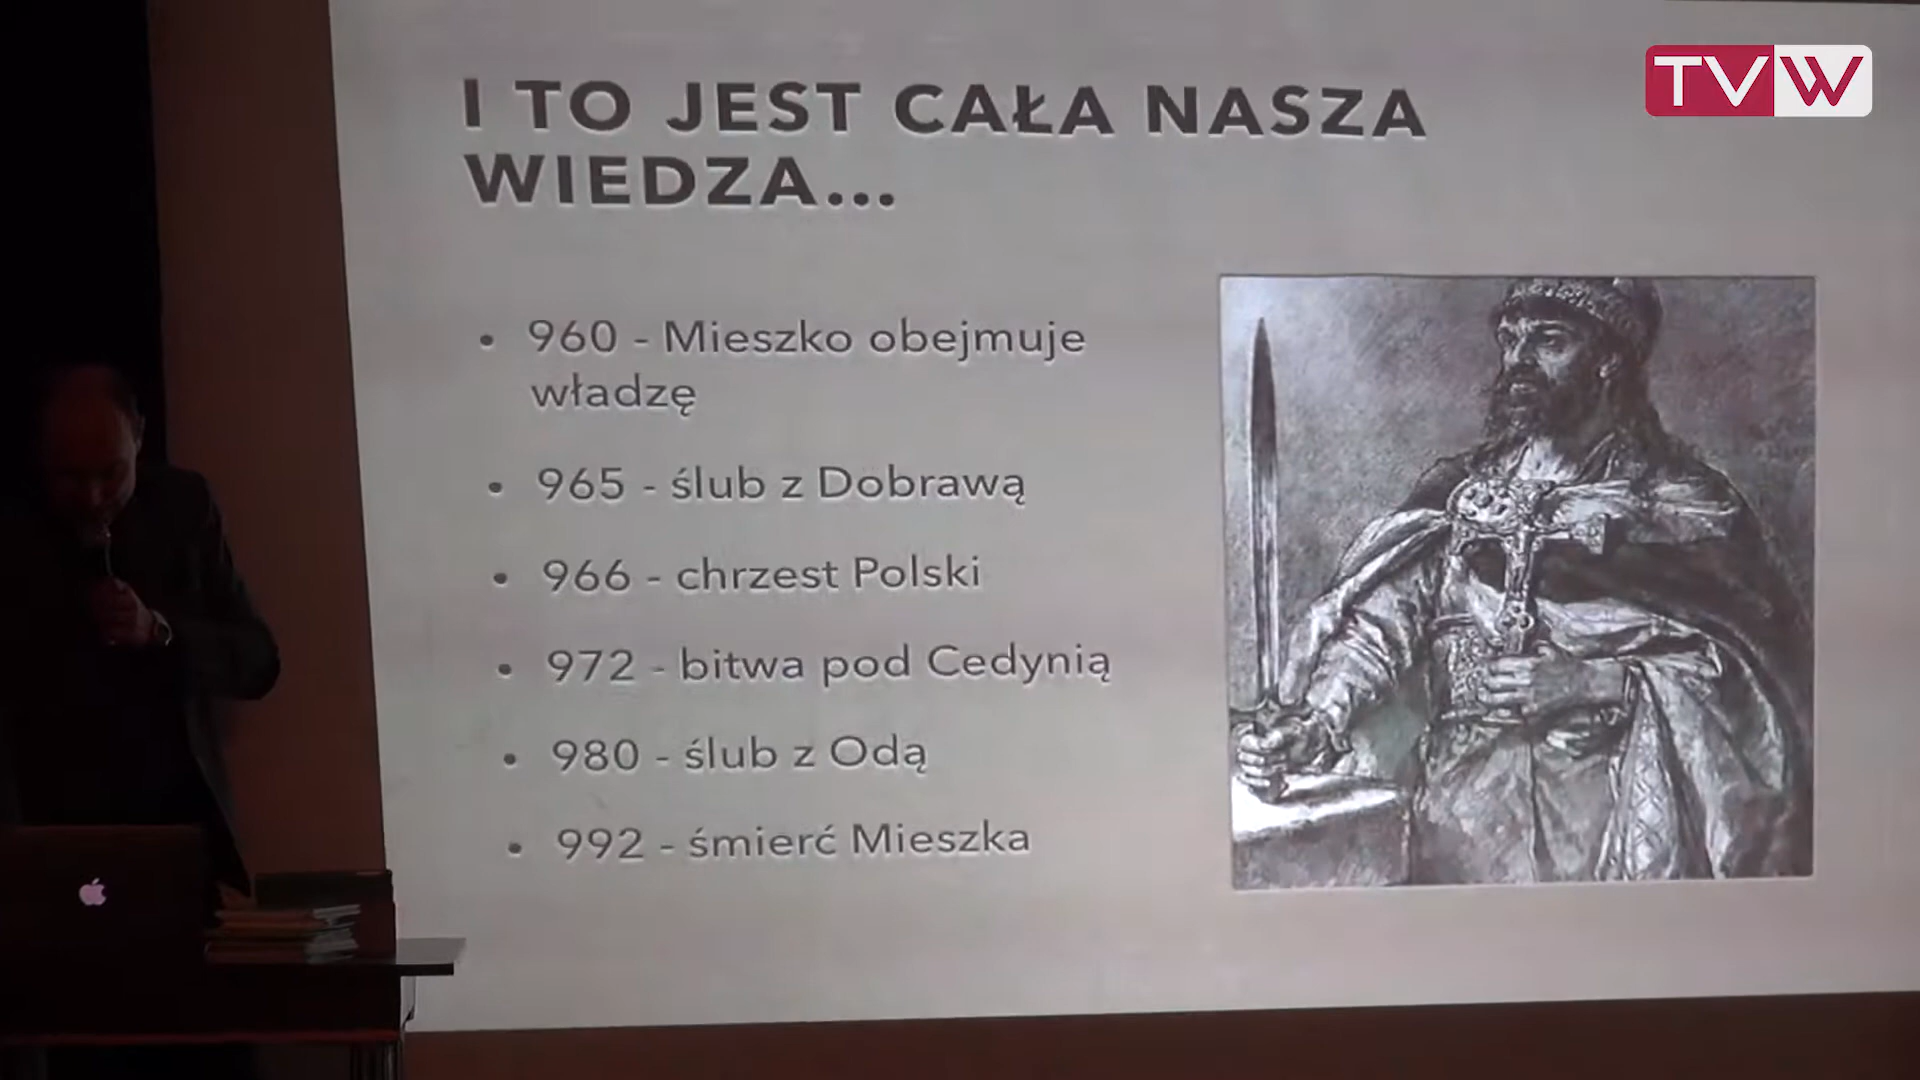 TVW
I TO JEST CAŁA NASZA
WIEDZA...
• 960 - Mieszko obejmuje
władzę
• 965 - ślub z Dobrawą
• 966 - chrzest Polski
• 972 - bitwa pod Cedynią
• 980 - ślub z Odą
• 992 - śmierć Mieszka